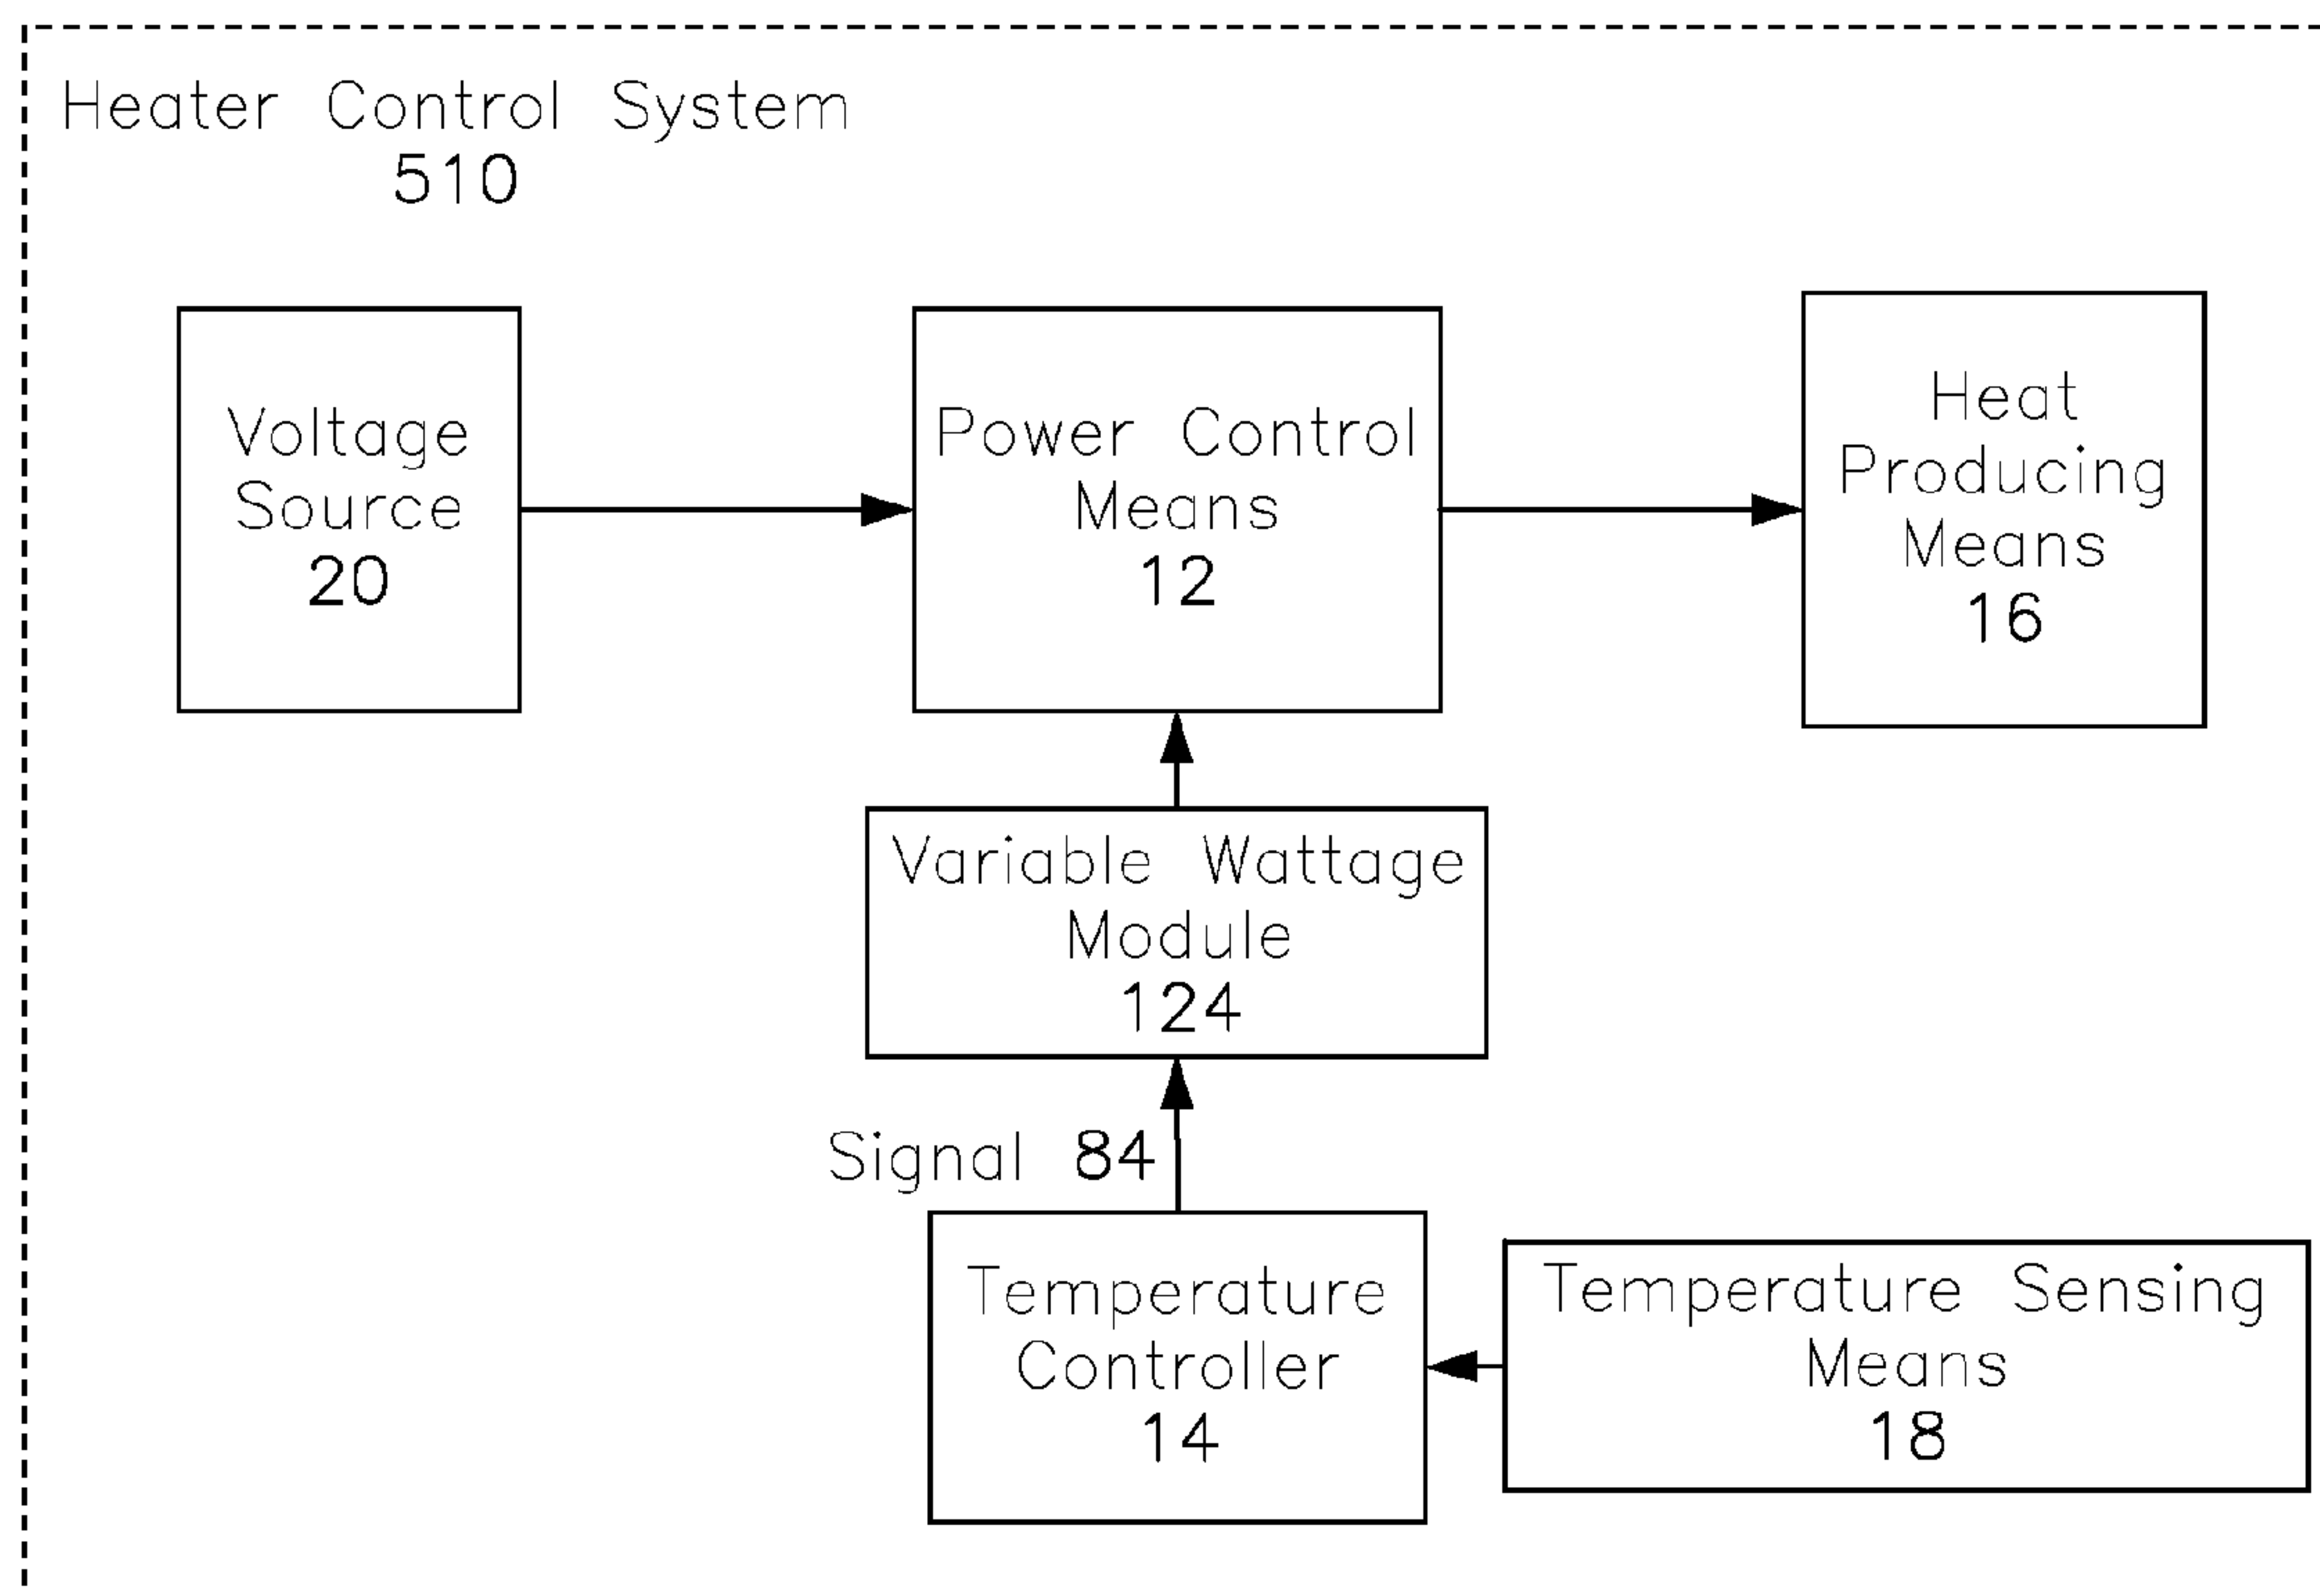 Heater Control System
510
Voltage
Source
20
Power Control
Means
12
Heat
Producing
Means
16
Variable Wattage
Module
124
Signal 84
Temperature
Controller
14
Temperature Sensing
Means
18